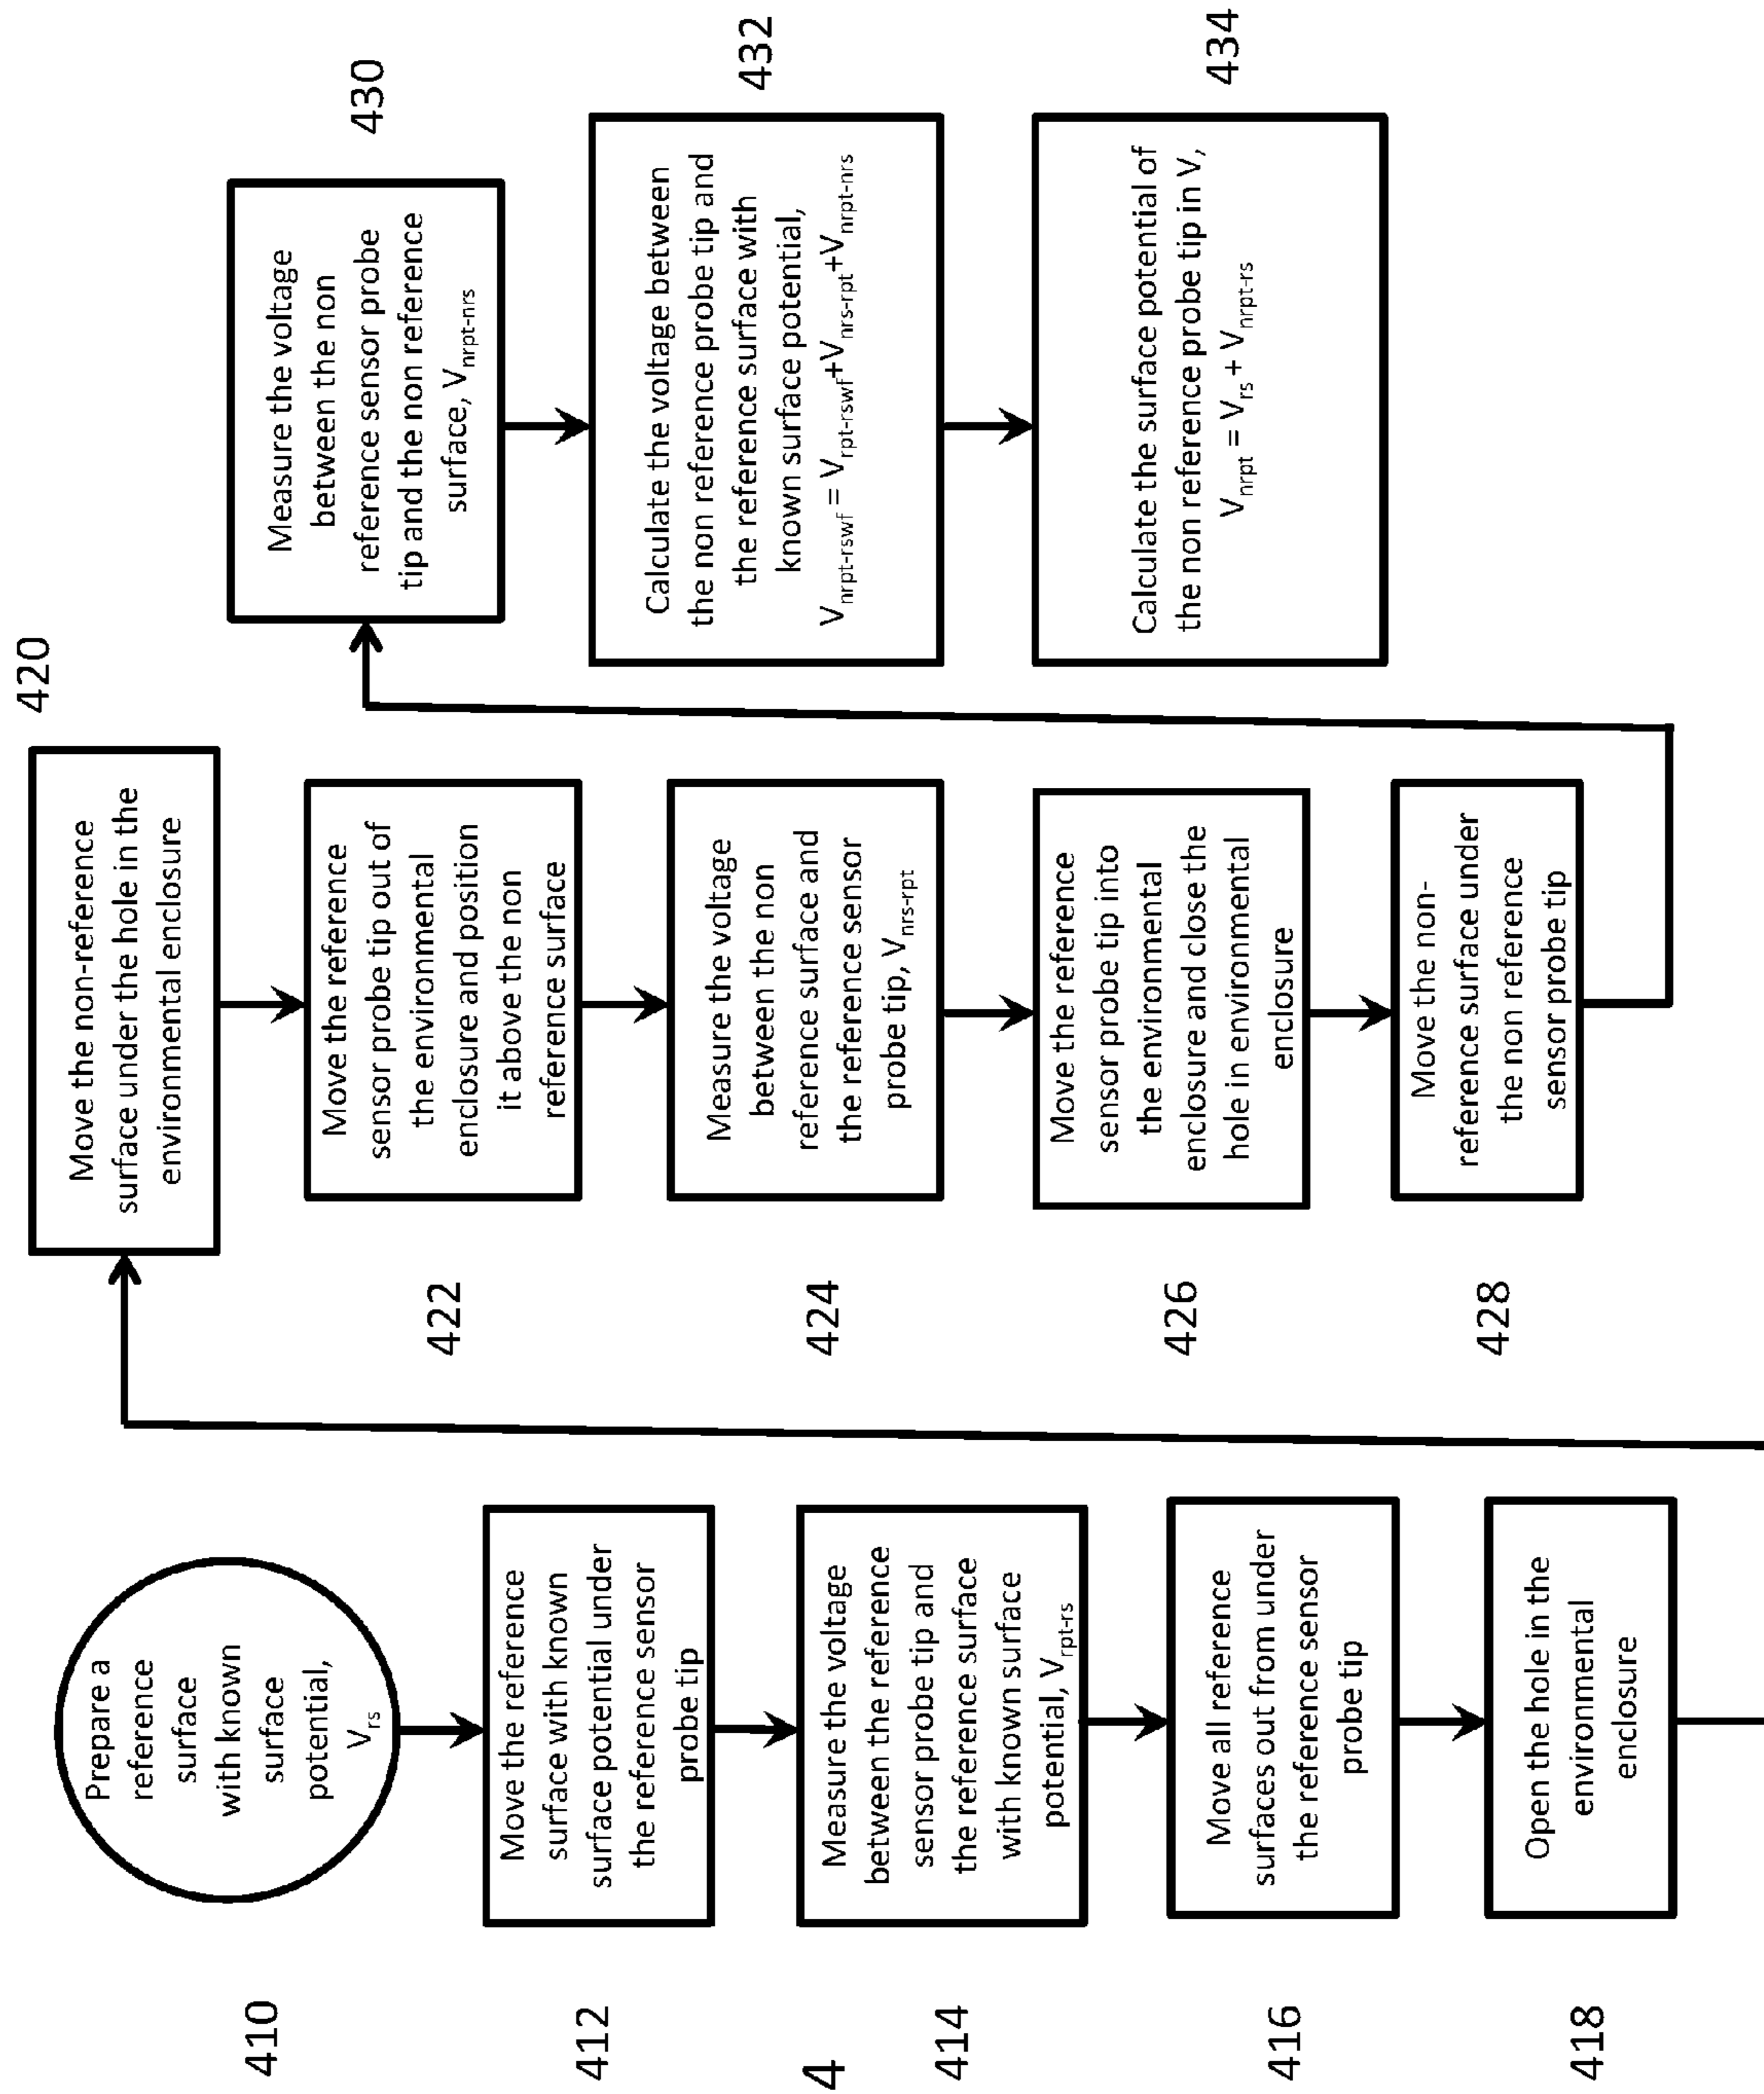 410
Prepare a
reference
surface
with known
surface
potential,
Vrs
412
Move the reference
surface with known
surface potential under
the reference sensor
probe tip
4
414
Measure the voltage
between the reference
sensor probe tip and
the reference surface
with known surface
potential, Vrpt-rs
416
Move all reference
surfaces out from under
the reference sensor
probe tip
418
Open the hole in the
environmental
enclosure
420
Move the non-reference
surface under the hole in the
environmental enclosure
422
Move the reference
sensor probe tip out of
the environmental
enclosure and position
it above the non
reference surface
424
Measure the voltage
between the non
reference surface and
the reference sensor
probe tip, Vnrs-rpt
426
Move the reference
sensor probe tip into
the environmental
enclosure and close the
hole in environmental
enclosure
428
Move the non-
reference surface under
the non reference
sensor probe tip
430
Measure the voltage
between the non
reference sensor probe
tip and the non reference
surface, Vnrpt-nrs
432
Calculate the voltage between
the non reference probe tip and
the reference surface with
known surface potential,
Vnrpt-rswf = Vrpt-rswf+Vnrs-rpt+Vnrpt-nrs
434
Calculate the surface potential of
the non reference probe tip in V,
Vnrpt = Vrs + Vnrpt-rs